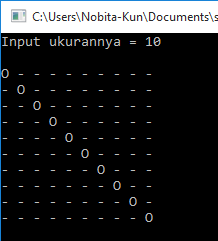 C:\Users\Nobita-Kun\Documents\s
Input ukurannya = 10
O - - - - - - - - -
- O - - - - - - - -
- - O - - - - - - -
- - - O - - - - - -
- - - - O - - - - -
- - - - - O - - - -
- - - - - - O - - -
- - - - - - - O - -
- - - - - - - - O -
- - - - - - - - - O